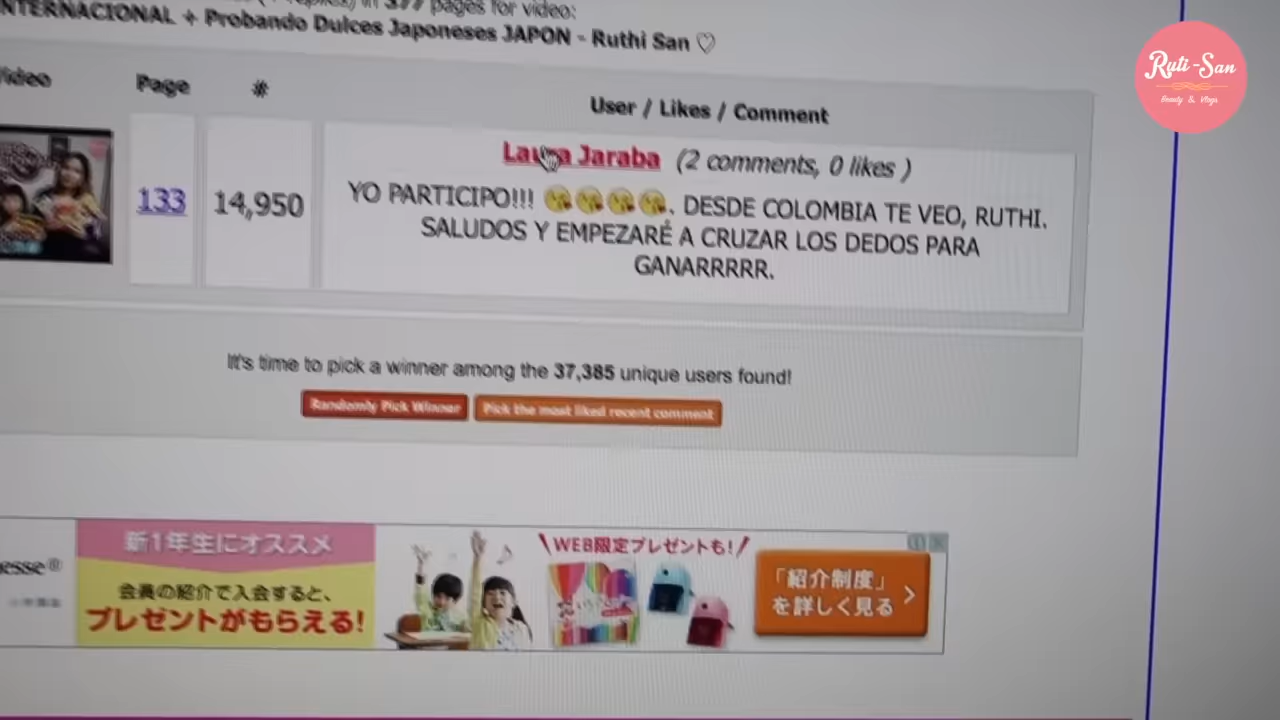 pages for video:
INTERNACIONAL + Probando Dulces Japoneses JAPON - Ruthi San ♡
Video Page # User / Likes / Comment
Laura Jaraba (2 comments, 0 likes )
133 14,950 YO PARTICIPO!!! 😘😘😘😘. DESDE COLOMBIA TE VEO, RUTHI.
SALUDOS Y EMPEZARÉ A CRUZAR LOS DEDOS PARA
GANARRRRR.
It's time to pick a winner among the 37,385 unique users found!
Randomly Pick Winner Pick the most liked recent comment
新1年生にオススメ
会員の紹介で入会すると、
プレゼントがもらえる!
WEB限定プレゼントも!
「紹介制度」
を詳しく見る
Ruti-San
Beauty & Vlogs